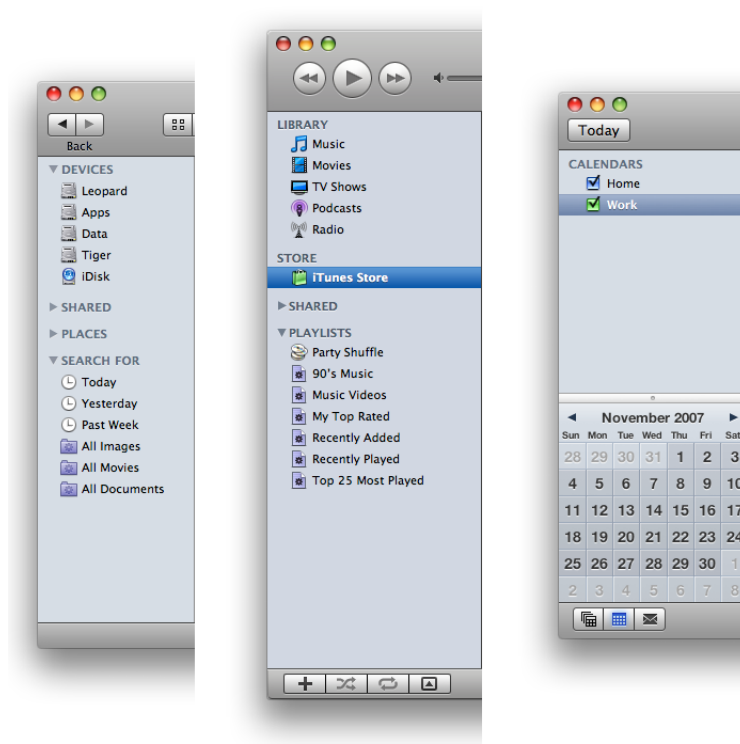 Back
DEVICES
Leopard
Apps
Data
Tiger
iDisk
SHARED
PLACES
SEARCH FOR
Today
Yesterday
Past Week
All Images
All Movies
All Documents
LIBRARY
Music
Movies
TV Shows
Podcasts
Radio
STORE
iTunes Store
SHARED
PLAYLISTS
Party Shuffle
90's Music
Music Videos
My Top Rated
Recently Added
Recently Played
Top 25 Most Played
Today
CALENDARS
Home
Work
November 2007
Sun Mon Tue Wed Thu Fri Sat
28 29 30 31 1 2 3
4 5 6 7 8 9 10
11 12 13 14 15 16 17
18 19 20 21 22 23 24
25 26 27 28 29 30 1
2 3 4 5 6 7 8